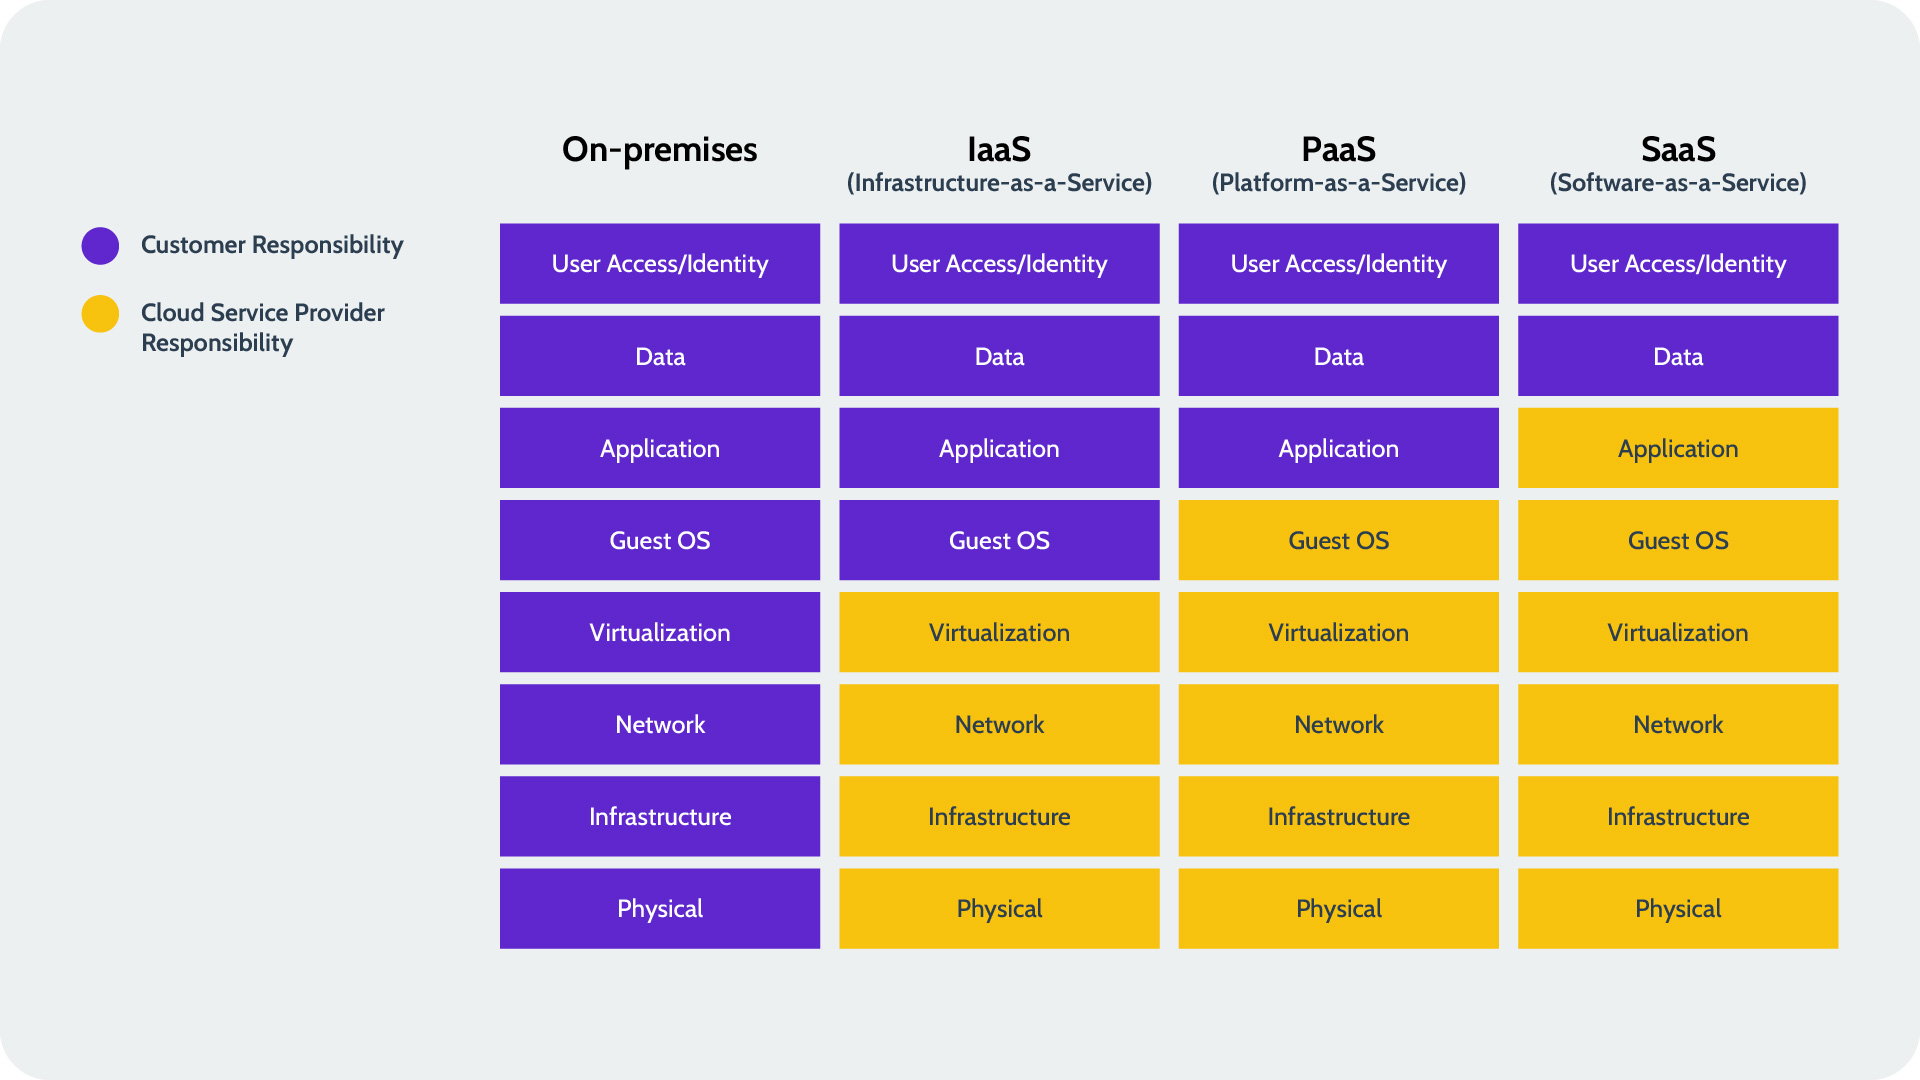 On-premises
IaaS
(Infrastructure-as-a-Service)
PaaS
(Platform-as-a-Service)
SaaS
(Software-as-a-Service)
Customer Responsibility
Cloud Service Provider
Responsibility
User Access/Identity
User Access/Identity
User Access/Identity
User Access/Identity
Data
Data
Data
Data
Application
Application
Application
Application
Guest OS
Guest OS
Guest OS
Guest OS
Virtualization
Virtualization
Virtualization
Virtualization
Network
Network
Network
Network
Infrastructure
Infrastructure
Infrastructure
Infrastructure
Physical
Physical
Physical
Physical